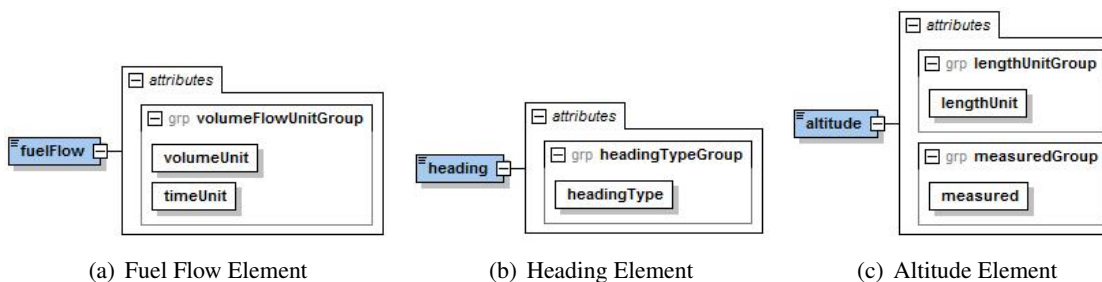 attributes
grp volumeFlowUnitGroup
fuelFlow
volumeUnit
timeUnit
(a) Fuel Flow Element
attributes
grp headingTypeGroup
heading
headingType
(b) Heading Element
attributes
grp lengthUnitGroup
lengthUnit
altitude
grp measuredGroup
measured
(c) Altitude Element